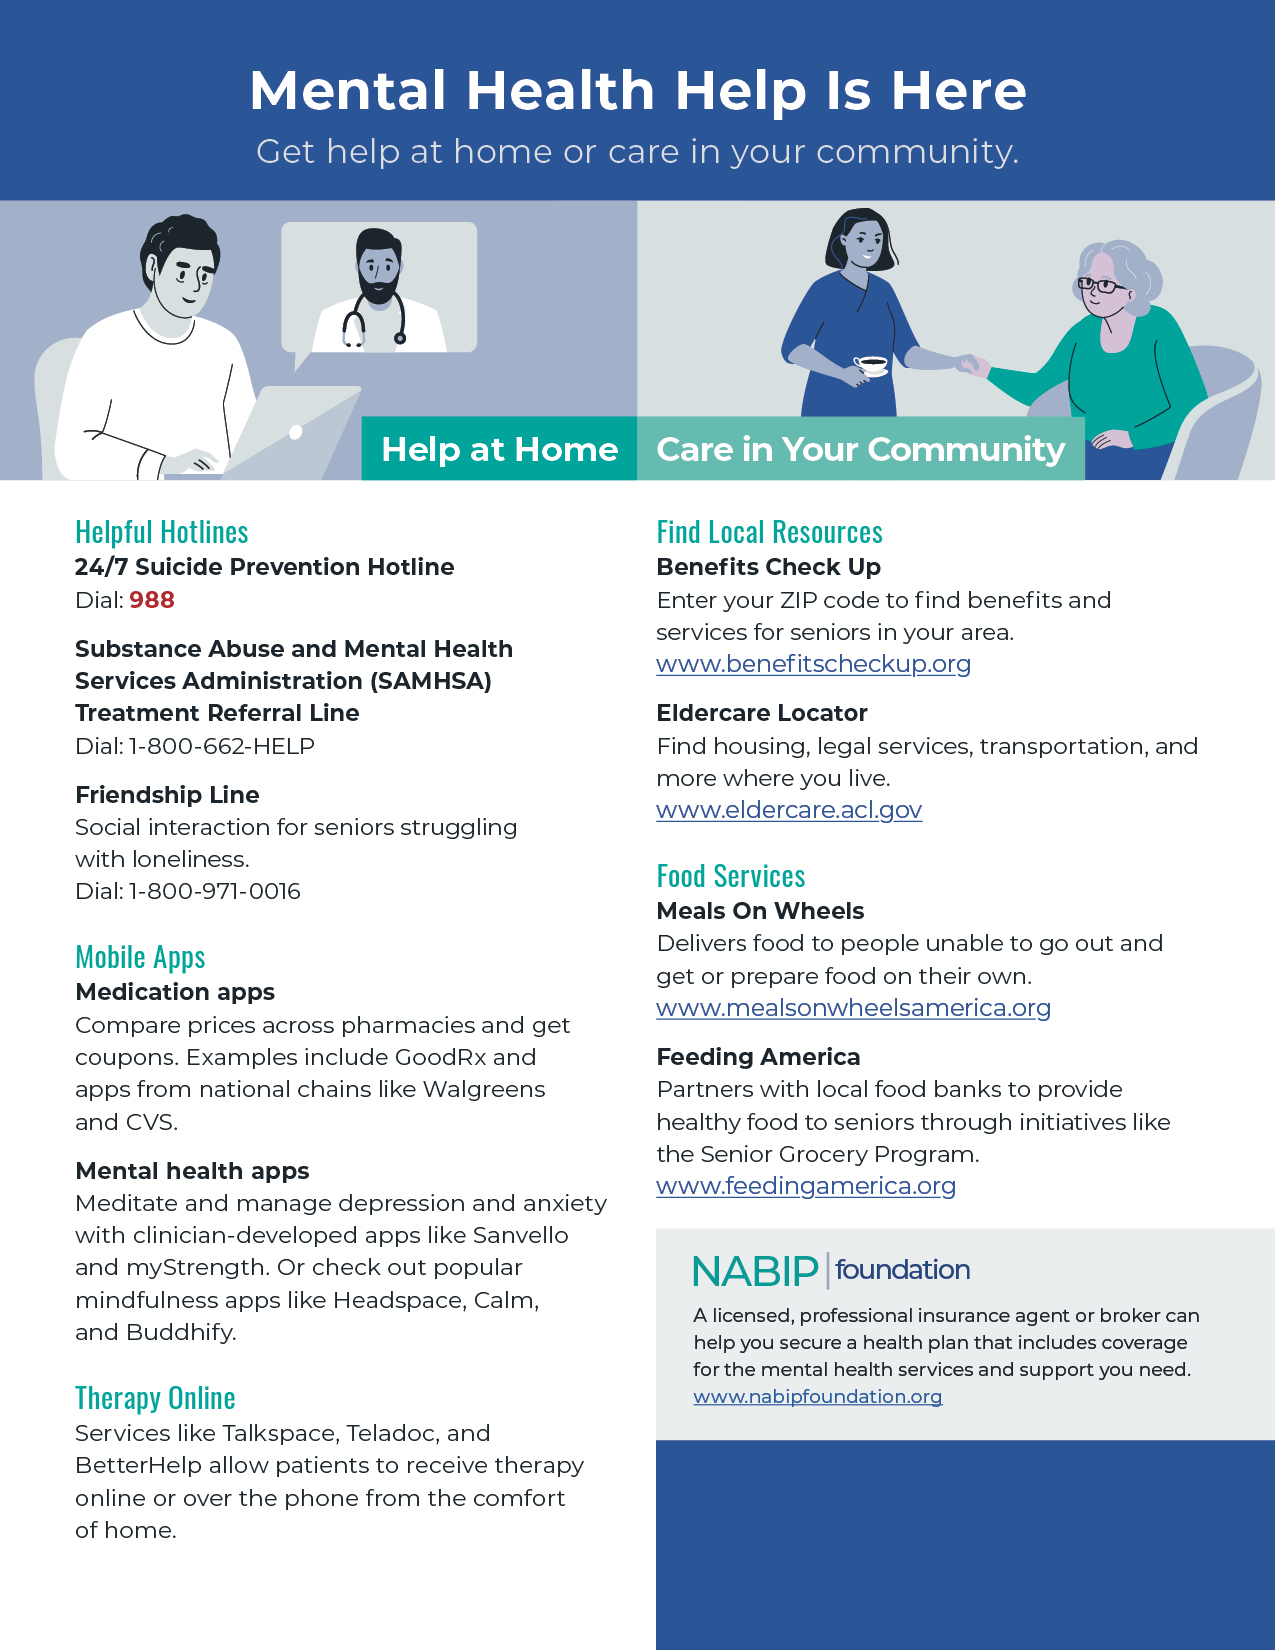 Mental Health Help Is Here
Get help at home or care in your community.
Help at Home
Care in Your Community
Helpful Hotlines
24/7 Suicide Prevention Hotline
Dial: 988
Substance Abuse and Mental Health
Services Administration (SAMHSA)
Treatment Referral Line
Dial: 1-800-662-HELP
Friendship Line
Social interaction for seniors struggling
with loneliness.
Dial: 1-800-971-0016
Mobile Apps
Medication apps
Compare prices across pharmacies and get
coupons. Examples include GoodRx and
apps from national chains like Walgreens
and CVS.
Mental health apps
Meditate and manage depression and anxiety
with clinician-developed apps like Sanvello
and myStrength. Or check out popular
mindfulness apps like Headspace, Calm,
and Buddhify.
Therapy Online
Services like Talkspace, Teladoc, and
BetterHelp allow patients to receive therapy
online or over the phone from the comfort
of home.
Find Local Resources
Benefits Check Up
Enter your ZIP code to find benefits and
services for seniors in your area.
www.benefitscheckup.org
Eldercare Locator
Find housing, legal services, transportation, and
more where you live.
www.eldercare.acl.gov
Food Services
Meals On Wheels
Delivers food to people unable to go out and
get or prepare food on their own.
www.mealsonwheelsamerica.org
Feeding America
Partners with local food banks to provide
healthy food to seniors through initiatives like
the Senior Grocery Program.
www.feedingamerica.org
NABIP foundation
A licensed, professional insurance agent or broker can
help you secure a health plan that includes coverage
for the mental health services and support you need.
www.nabipfoundation.org